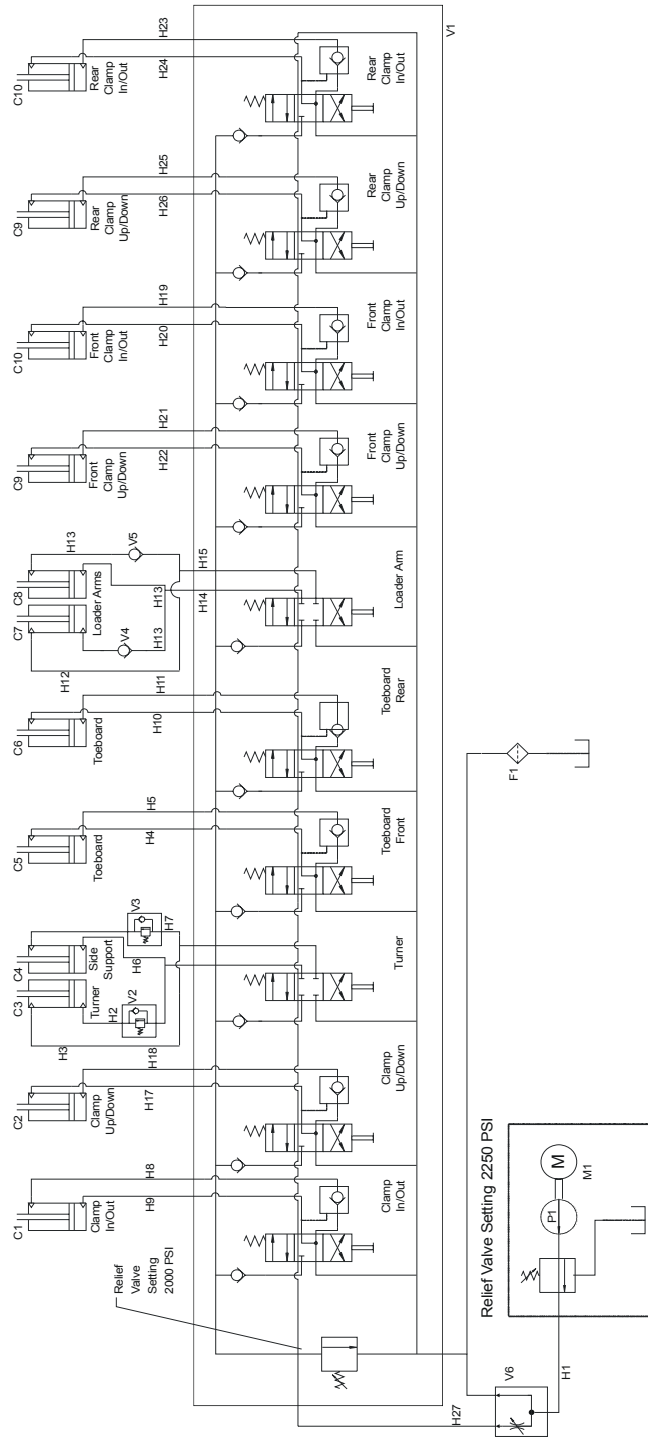 C1
Clamp
In/Out
H8
H9
C2
Clamp
Up/Down
H17
H18
C3
Turner
H3
H2
V2
C4
Side
Support
H6
V3
H7
C5
Toeboard
H5
H4
C6
Toeboard
H11
H10
C7
C8
Loader Arms
H12
V4
H13
H13
H13
V5
H14
H15
C9
Front
Clamp
Up/Down
H21
H22
C10
Front
Clamp
In/Out
H19
H20
C9
Rear
Clamp
Up/Down
H25
H26
C10
Rear
Clamp
In/Out
H23
H24
Relief
Valve
Setting
2000 PSI
Clamp
In/Out
Clamp
Up/Down
Turner
Toeboard
Front
Toeboard
Rear
Loader Arm
Front
Clamp
Up/Down
Front
Clamp
In/Out
Rear
Clamp
Up/Down
Rear
Clamp
In/Out
V1
H27
V6
H1
Relief Valve Setting 2250 PSI
P1
M
M1
F1